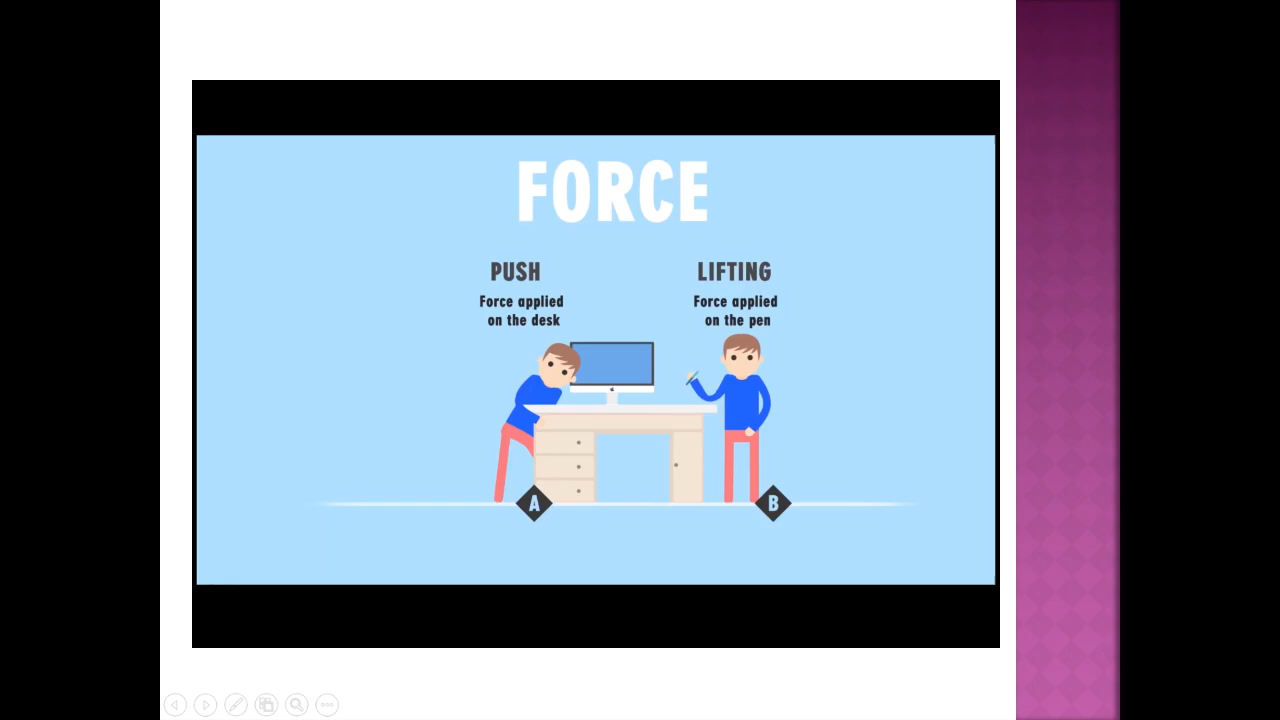 FORCE
PUSH
LIFTING
Force applied
on the desk
Force applied
on the pen
A
B